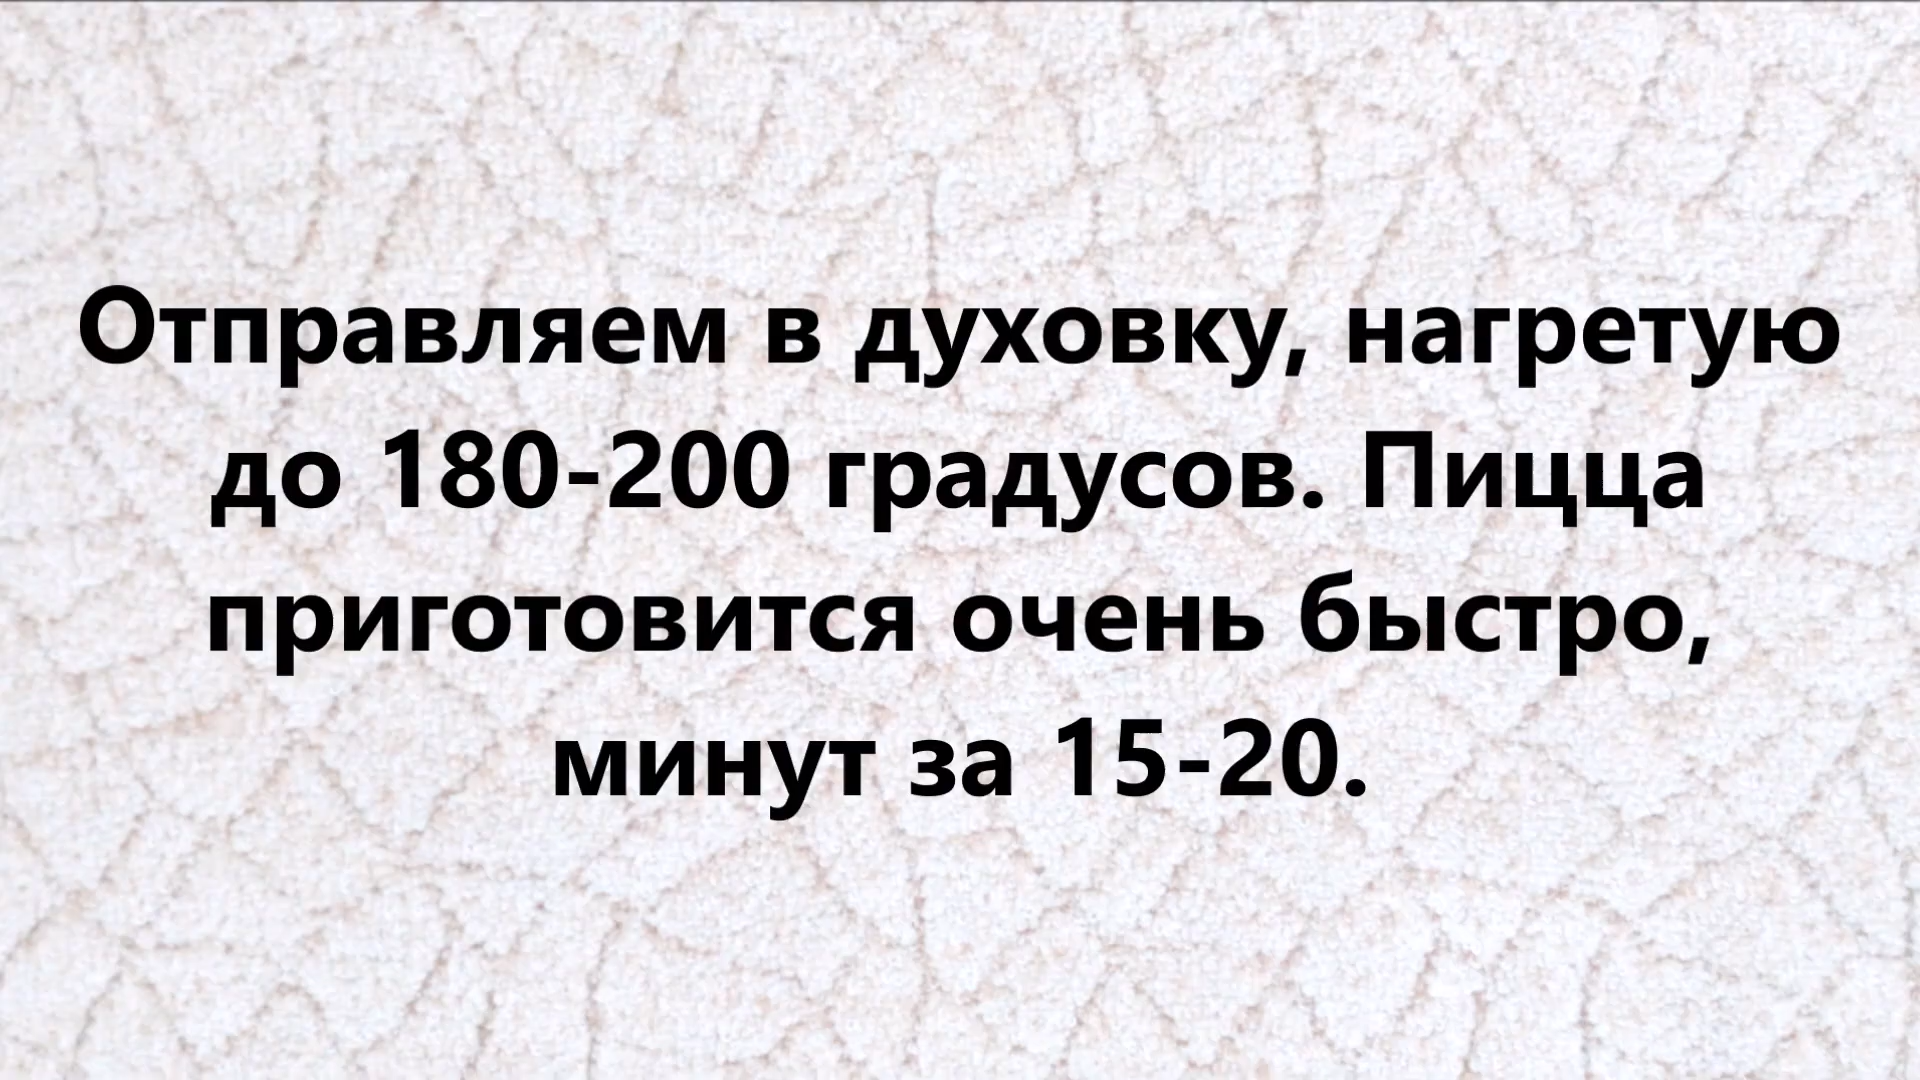 Отправляем в духовку, нагретую
до 180-200 градусов. Пицца
приготовится очень быстро,
минут за 15-20.